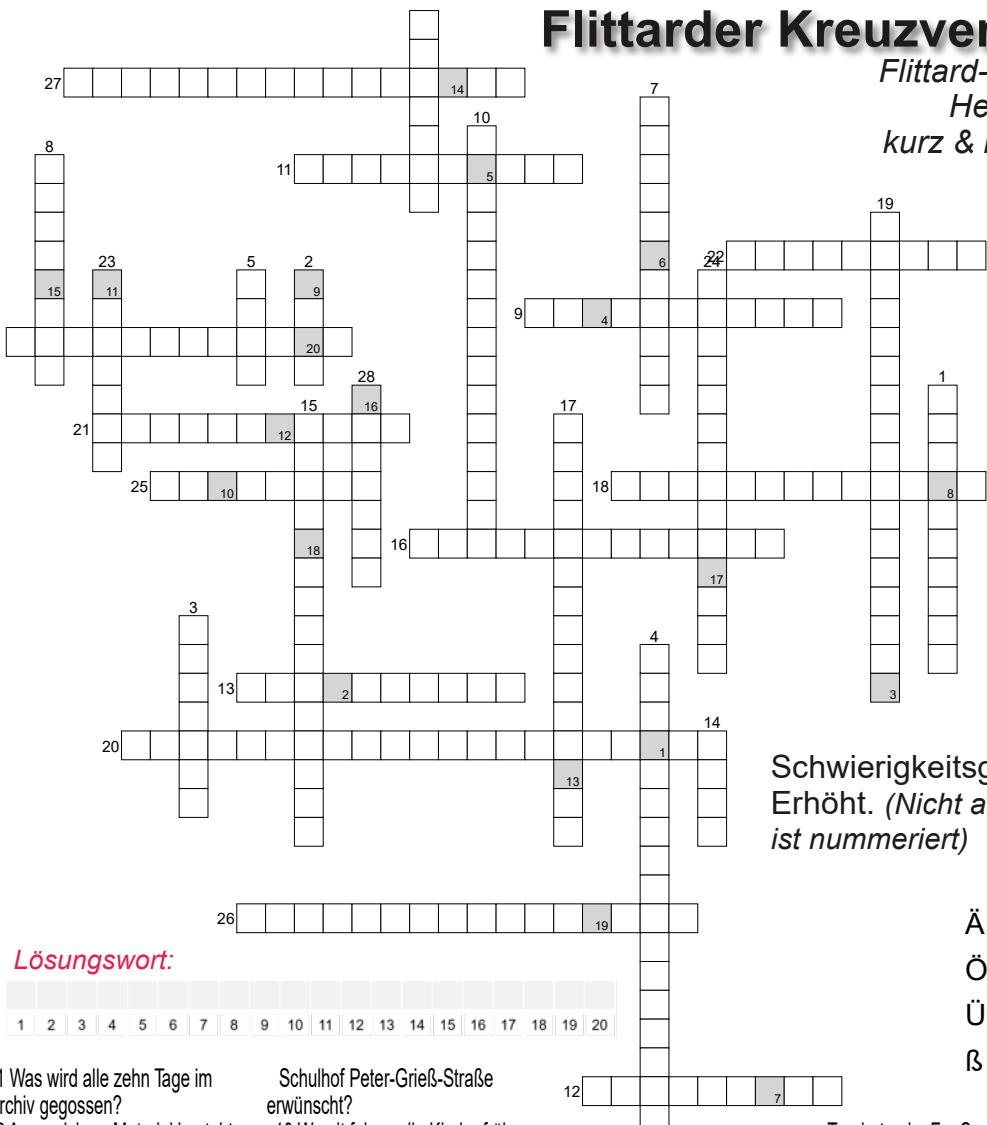 Flittarder Kreuzver
Flittard-
He
kurz &
27
14
7
10
8
11
5
19
23
5
2
6
22
24
15
11
9
9
4
20
28
1
16
15
17
21
12
25
10
18
8
18
16
17
3
4
13
2
3
14
20
1
13
Schwierigkeitsg
Erhöht. (Nicht a
ist nummeriert)
26
19
Ä
Ö
Ü
ß
Lösungswort:
1 2 3 4 5 6 7 8 9 10 11 12 13 14 15 16 17 18 19 20
1 Was wird alle zehn Tage im
rchiv gegossen?
Schulhof Peter-Grieß-Straße
erwünscht?
12
7